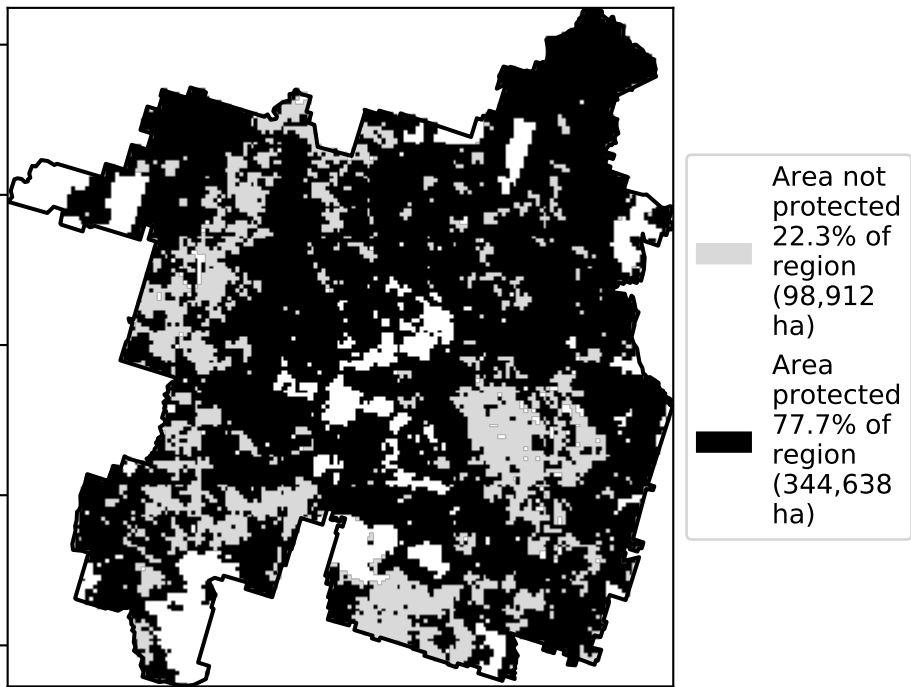 Area not
protected
22.3% of
region
(98,912
ha)
Area
protected
77.7% of
region
(344,638
ha)